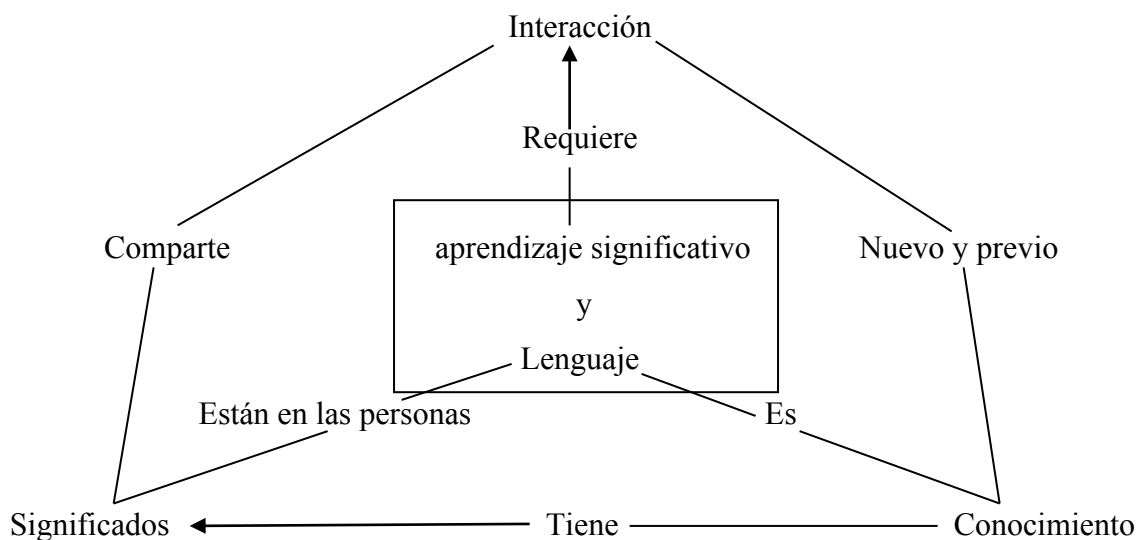 Interacción
Requiere
Comparte
aprendizaje significativo
Nuevo y previo
y
Lenguaje
Están en las personas
Es
Significados
Tiene
Conocimiento